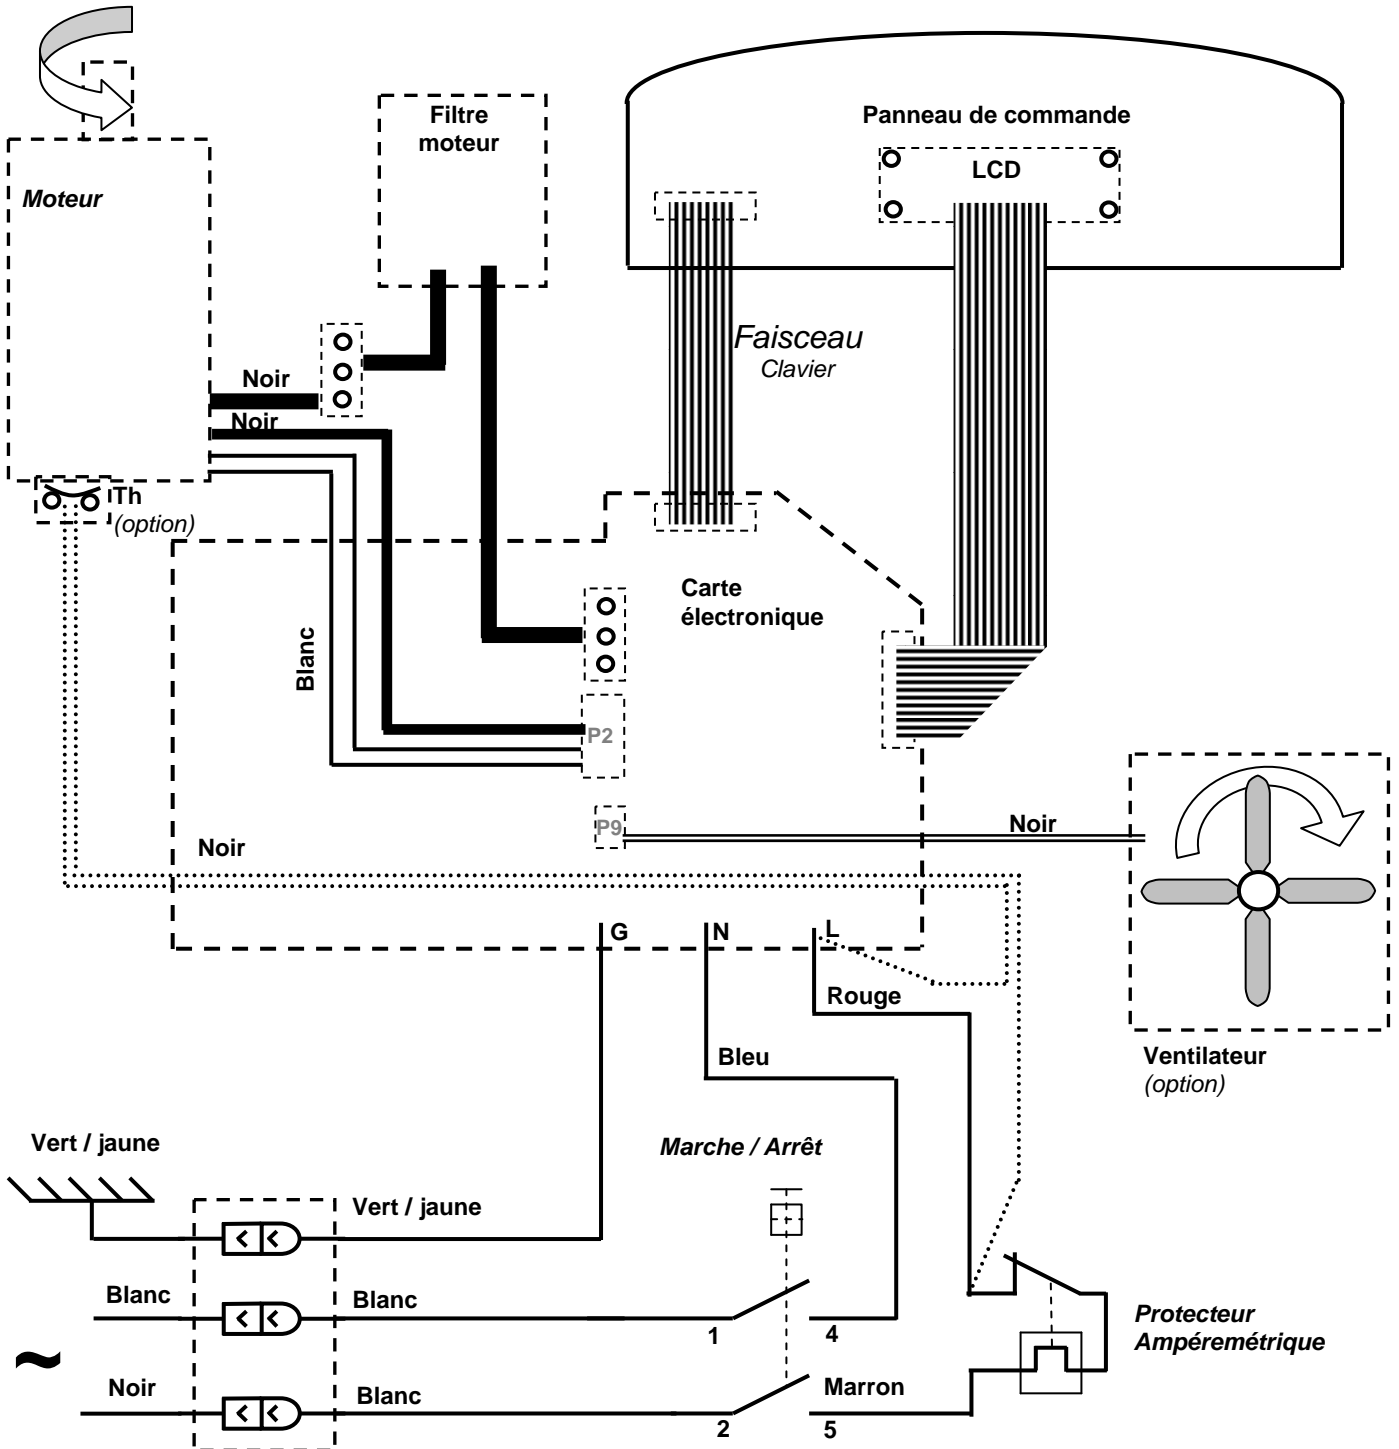 Filtre
moteur
Panneau de commande
LCD
Moteur
Faisceau
Clavier
Noir
Noir
Th
(option)
Carte
électronique
Blanc
P2
P9
Noir
Noir
G
N
L
Rouge
Bleu
Ventilateur
(option)
Vert / jaune
Marche / Arrêt
Vert / jaune
Blanc
Blanc
1
4
Protecteur
Ampéremétrique
~
Noir
Blanc
Marron
2
5